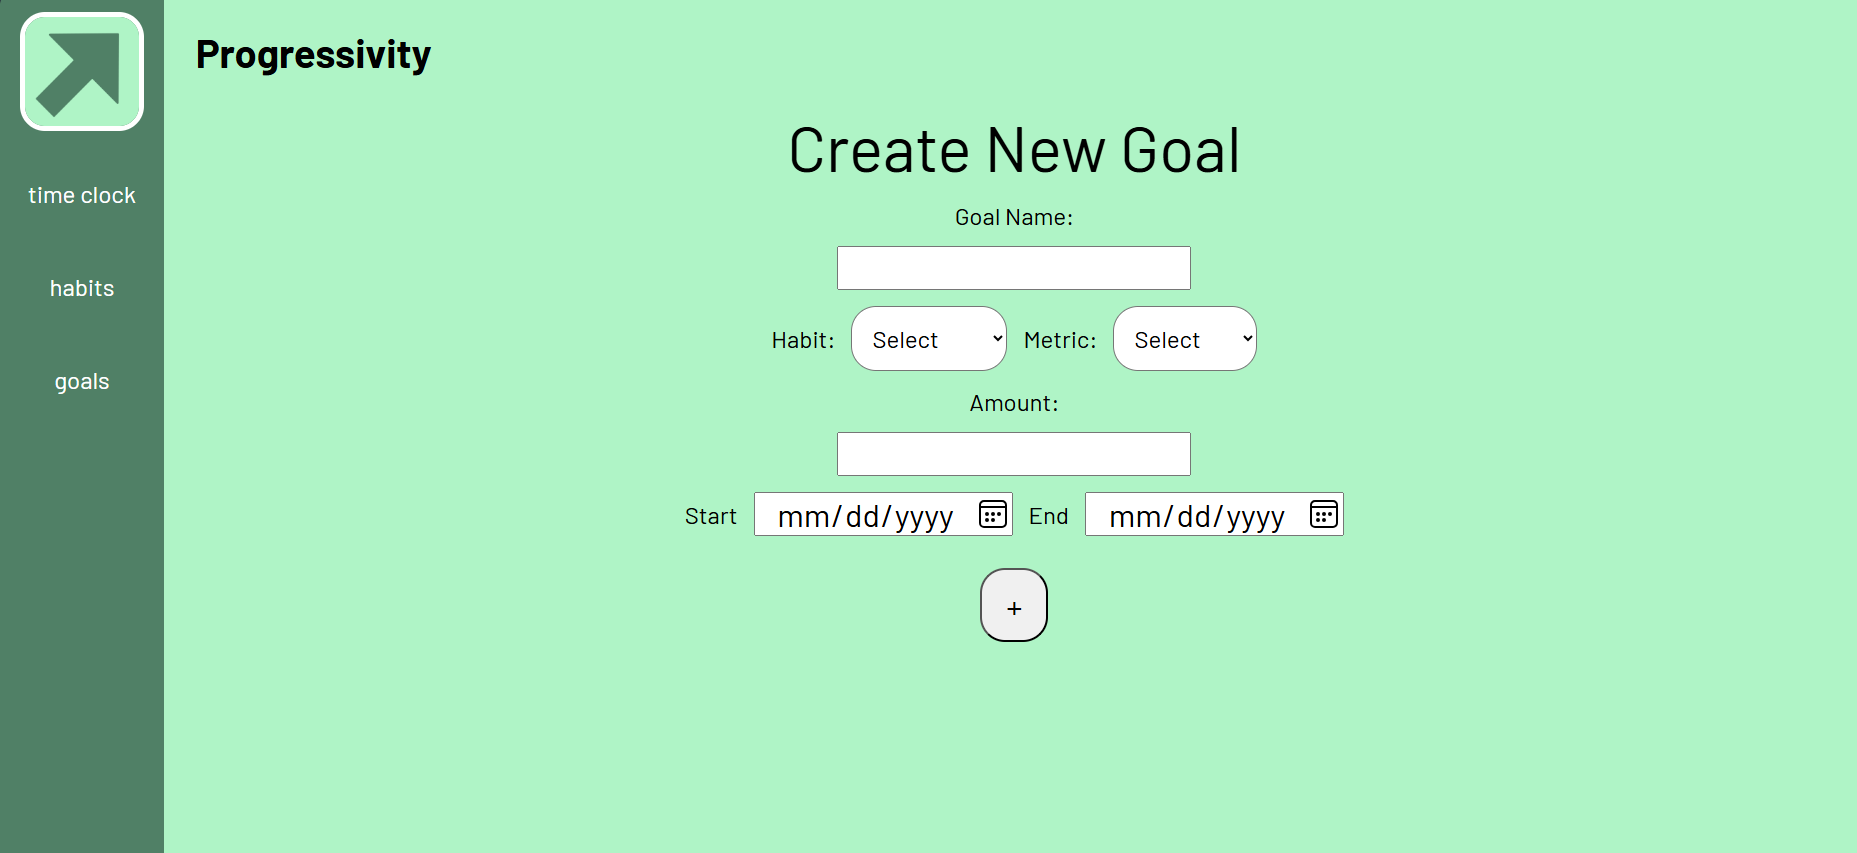 Progressivity
time clock
habits
goals
Create New Goal
Goal Name:
Habit: Select Metric: Select
Amount:
Start mm/dd/yyyy End mm/dd/yyyy
+